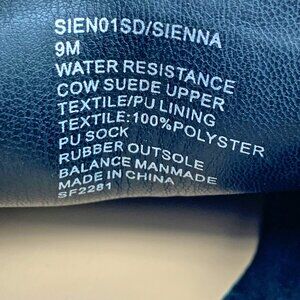 SIEN01SD/SIENNA
9M
WATER RESISTANCE
COW SUEDE UPPER
TEXTILE/PU LINING
TEXTILE:100%POLYSTER
PU SOCK
RUBBER OUTSOLE
BALANCE MANMADE
MADE IN CHINA
SF2281